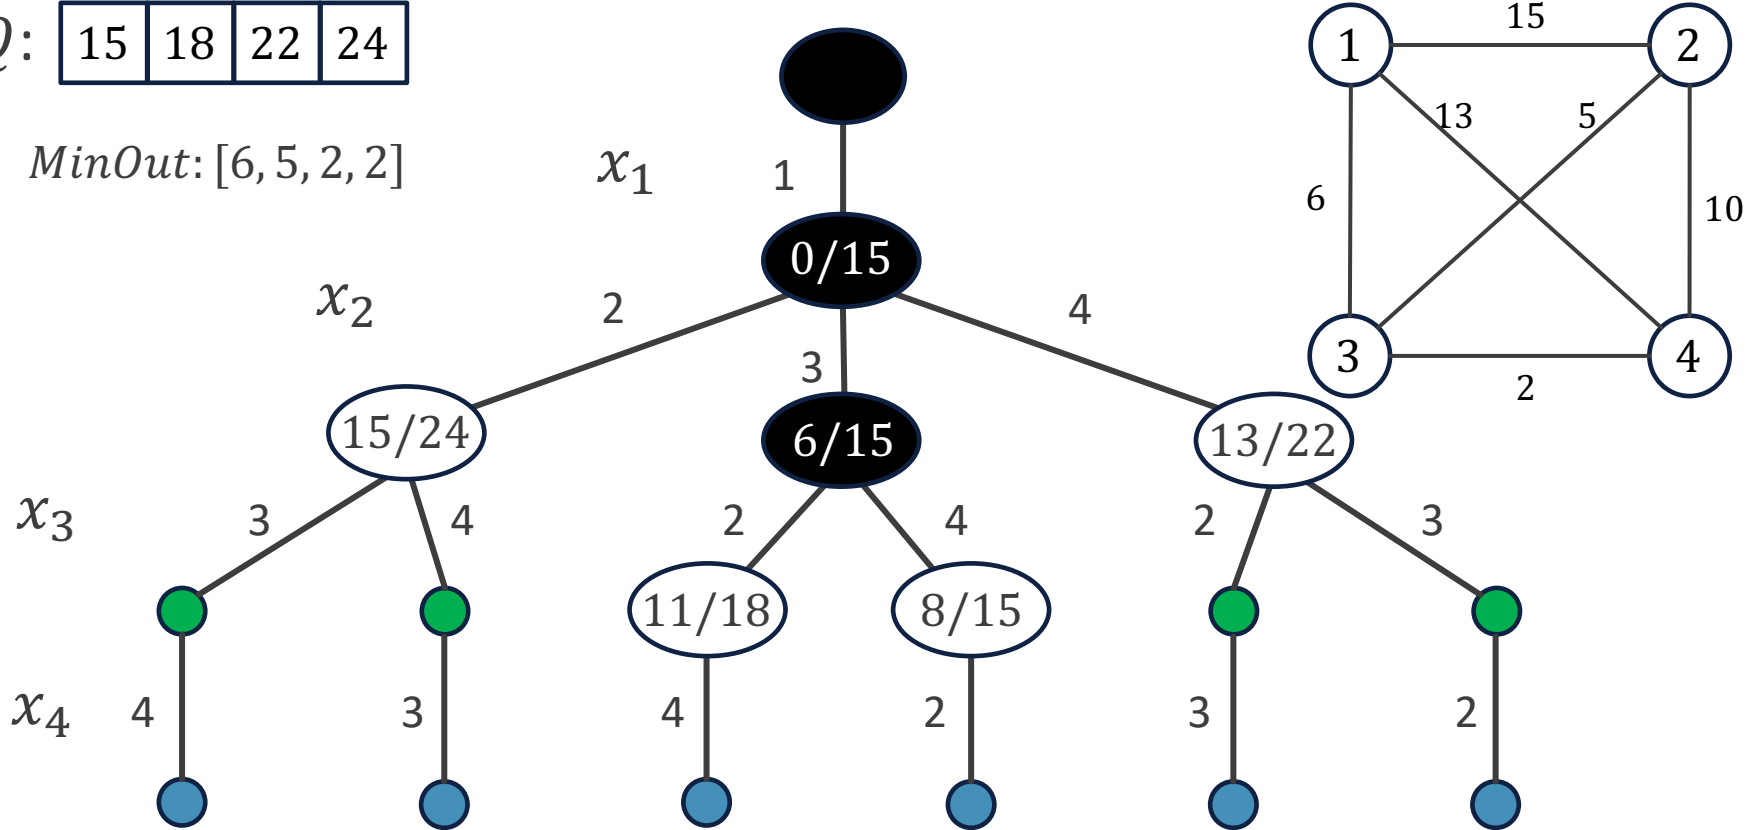 Q: 15 18 22 24
MinOut: [6, 5, 2, 2]
x1 1
0/15
x2 2 3 4
15/24 6/15 13/22
x3 3 4 2 4 2 3
11/18 8/15
x4 4 3 4 2 3 2
1 15 2
13 5
6 10
3 2 4